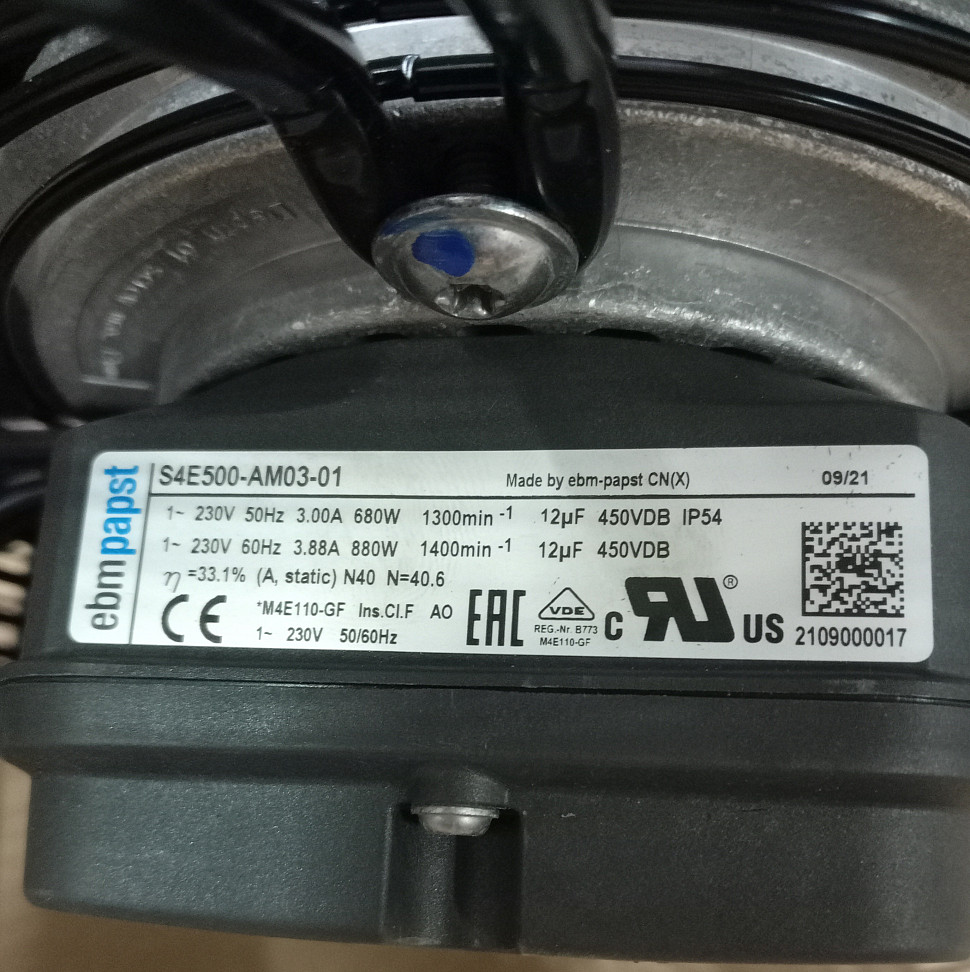 ebmpapst
S4E500-AM03-01 Made by ebm-papst CN(X) 09/21
1~ 230V 50Hz 3.00A 680W 1300min -1 12µF 450VDB IP54
1~ 230V 60Hz 3.88A 880W 1400min -1 12µF 450VDB
η=33.1% (A, static) N40 N=40.6
CE *M4E110-GF Ins.Cl.F AO
1~ 230V 50/60Hz
EAC
VDE
REG.-Nr. B773
M4E110-GF
C RU ® US
2109000017